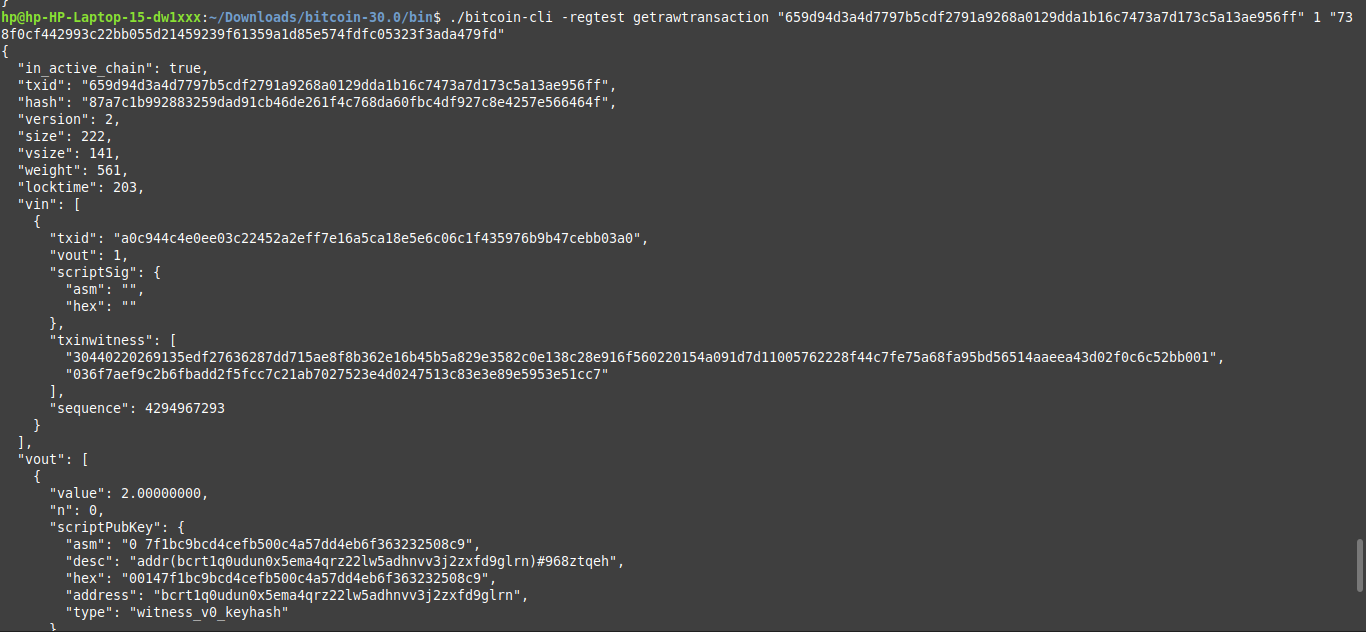 }
hp@hp-HP-Laptop-15-dw1xxx:~/Downloads/bitcoin-30.0/bin$ ./bitcoin-cli -regtest getrawtransaction "659d94d3a4d7797b5cdf2791a9268a0129dda1b16c7473a7d173c5a13ae956ff" 1 "73
8f0cf442993c22bb055d21459239f61359a1d85e574fdfc05323f3ada479fd"
{
  "in_active_chain": true,
  "txid": "659d94d3a4d7797b5cdf2791a9268a0129dda1b16c7473a7d173c5a13ae956ff",
  "hash": "87a7c1b992883259dad91cb46de261f4c768da60fbc4df927c8e4257e566464f",
  "version": 2,
  "size": 222,
  "vsize": 141,
  "weight": 561,
  "locktime": 203,
  "vin": [
    {
      "txid": "a0c944c4e0ee03c22452a2eff7e16a5ca18e5e6c06c1f435976b9b47cebb03a0",
      "vout": 1,
      "scriptSig": {
        "asm": "",
        "hex": ""
      },
      "txinwitness": [
        "30440220269135edf27636287dd715ae8f8b362e16b45b5a829e3582c0e138c28e916f560220154a091d7d11005762228f44c7fe75a68fa95bd56514aaeea43d02f0c6c52bb001",
        "036f7aef9c2b6fbadd2f5fcc7c21ab7027523e4d0247513c83e3e89e5953e51cc7"
      ],
      "sequence": 4294967293
    }
  ],
  "vout": [
    {
      "value": 2.00000000,
      "n": 0,
      "scriptPubKey": {
        "asm": "0 7f1bc9bcd4cefb500c4a57dd4eb6f363232508c9",
        "desc": "addr(bcrt1q0udun0x5ema4qrz22lw5adhnvv3j2zxfd9glrn)#968ztqeh",
        "hex": "00147f1bc9bcd4cefb500c4a57dd4eb6f363232508c9",
        "address": "bcrt1q0udun0x5ema4qrz22lw5adhnvv3j2zxfd9glrn",
        "type": "witness_v0_keyhash"
      }